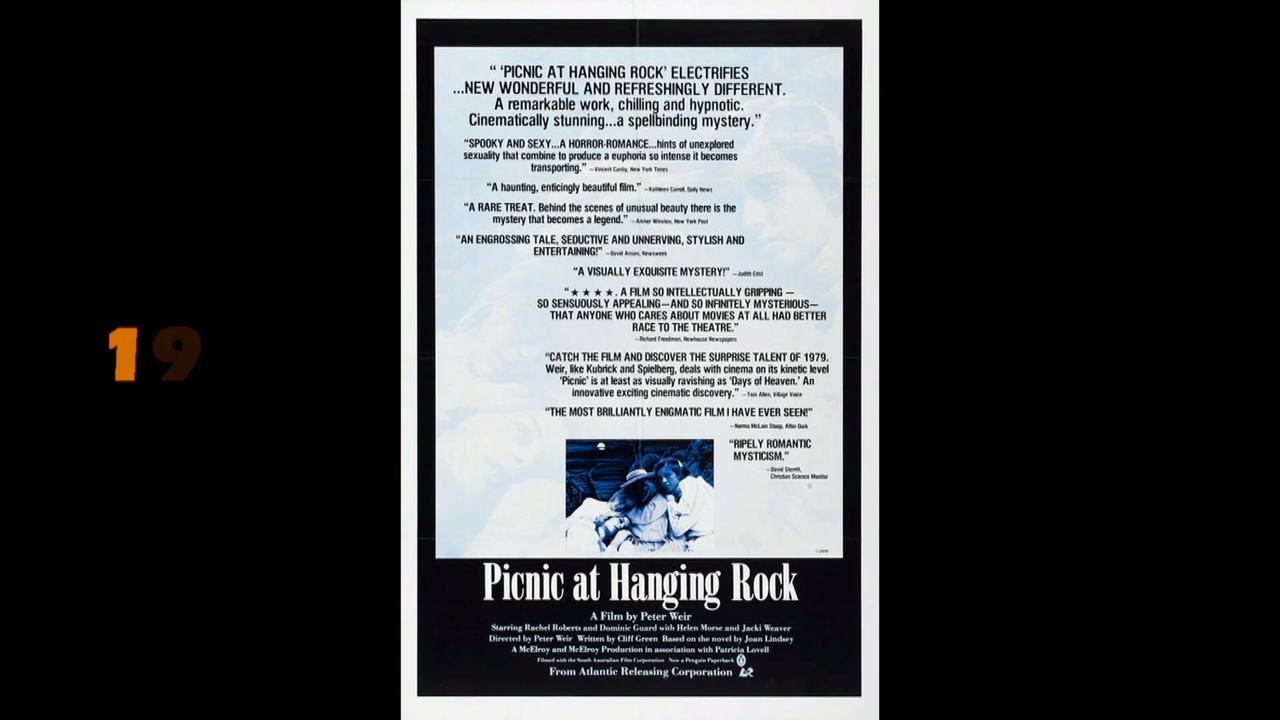 19
“ ‘PICNIC AT HANGING ROCK’ ELECTRIFIES
...NEW WONDERFUL AND REFRESHINGLY DIFFERENT.
A remarkable work, chilling and hypnotic.
Cinematically stunning...a spellbinding mystery.”
“SPOOKY AND SEXY...A HORROR-ROMANCE...hints of unexplored
sexuality that combine to produce a euphoria so intense it becomes
transporting.” —Vincent Canby, New York Times
“A haunting, enticingly beautiful film.” —Kathleen Carroll, Daily News
“A RARE TREAT. Behind the scenes of unusual beauty there is the
mystery that becomes a legend.” —Archer Winsten, New York Post
“AN ENGROSSING TALE, SEDUCTIVE AND UNNERVING, STYLISH AND
ENTERTAINING!” —David Ansen, Newsweek
“A VISUALLY EXQUISITE MYSTERY!” —Judith Crist
“★ ★ ★ ★. A FILM SO INTELLECTUALLY GRIPPING —
SO SENSUOUSLY APPEALING—AND SO INFINITELY MYSTERIOUS—
THAT ANYONE WHO CARES ABOUT MOVIES AT ALL HAD BETTER
RACE TO THE THEATRE.”
—Richard Freedman, Newhouse Newspapers
“CATCH THE FILM AND DISCOVER THE SURPRISE TALENT OF 1979.
Weir, like Kubrick and Spielberg, deals with cinema on its kinetic level
‘Picnic’ is at least as visually ravishing as ‘Days of Heaven.’ An
innovative exciting cinematic discovery.” —Tom Allen, Village Voice
“THE MOST BRILLIANTLY ENIGMATIC FILM I HAVE EVER SEEN!”
—Norma McLain Stoop, After Dark
“RIPELY ROMANTIC
MYSTICISM.”
—David Sterritt,
Christian Science Monitor
Picnic at Hanging Rock
A Film by Peter Weir
Starring Rachel Roberts and Dominic Guard with Helen Morse and Jacki Weaver
Directed by Peter Weir Written by Cliff Green Based on the novel by Joan Lindsey
A McElroy and McElroy Production in association with Patricia Lovell
Filmed with the South Australian Film Corporation Now a Penguin Paperback
From Atlantic Releasing Corporation